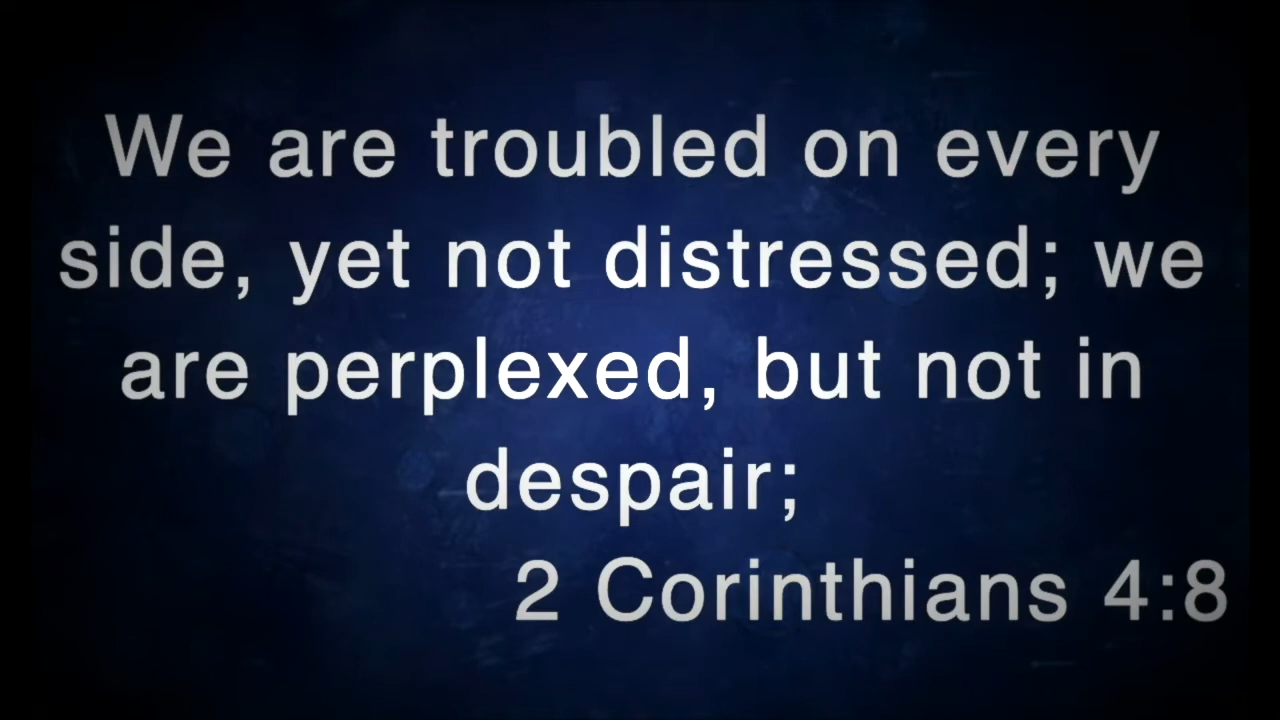 We are troubled on every
side, yet not distressed; we
are perplexed, but not in
despair;
2 Corinthians 4:8